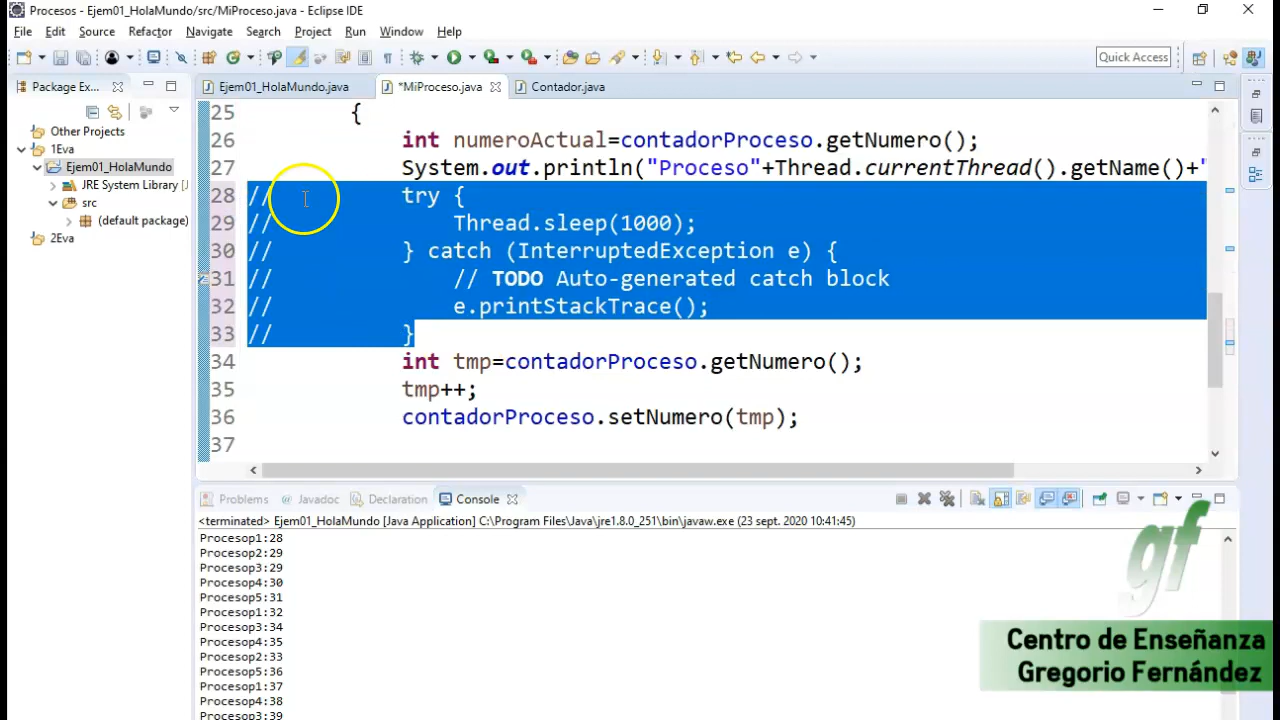 Procesos - Ejem01_HolaMundo/src/MiProceso.java - Eclipse IDE
File Edit Source Refactor Navigate Search Project Run Window Help
Quick Access
Package Ex...
Ejem01_HolaMundo.java *MiProceso.java Contador.java
Other Projects
1Eva
Ejem01_HolaMundo
JRE System Library [J
src
(default package)
2Eva
25 {
26 int numeroActual=contadorProceso.getNumero();
27 System.out.println("Proceso"+Thread.currentThread().getName()+"
28 // try {
29 // Thread.sleep(1000);
30 // } catch (InterruptedException e) {
31 // // TODO Auto-generated catch block
32 // e.printStackTrace();
33 // }
34 int tmp=contadorProceso.getNumero();
35 tmp++;
36 contadorProceso.setNumero(tmp);
37
Problems @ Javadoc Declaration Console
<terminated> Ejem01_HolaMundo [Java Application] C:\Program Files\Java\jre1.8.0_251\bin\javaw.exe (23 sept. 2020 10:41:45)
Procesop1:28
Procesop2:29
Procesop3:29
Procesop4:30
Procesop5:31
Procesop1:32
Procesop3:34
Procesop4:35
Procesop2:33
Procesop5:36
Procesop1:37
Procesop4:38
Procesop3:39
gf
Centro de Enseñanza
Gregorio Fernández